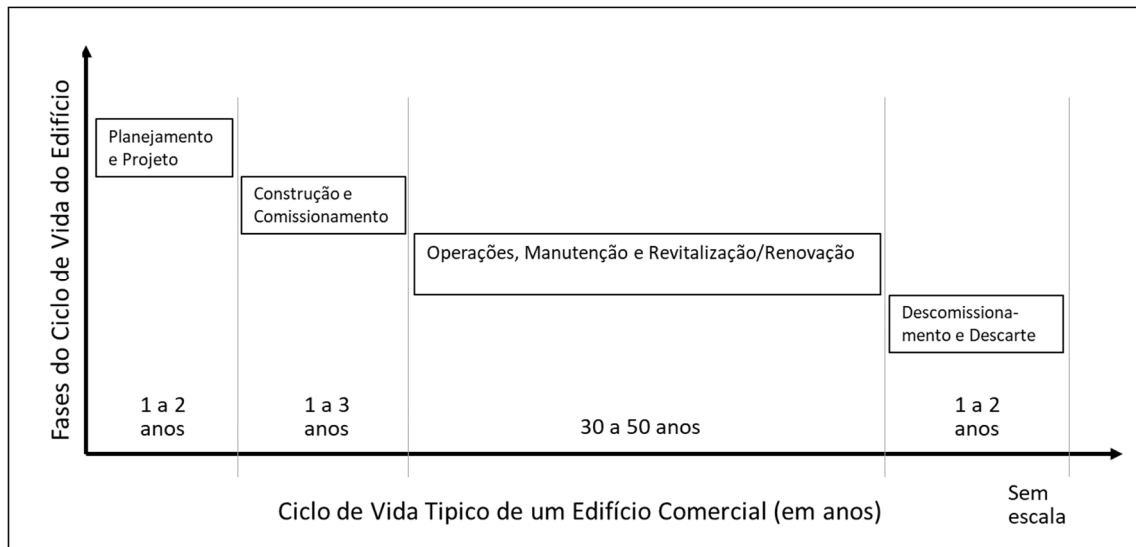 Fases do Ciclo de Vida do Edifício
Planejamento
e Projeto
Construção e
Comissionamento
Operações, Manutenção e Revitalização/Renovação
Descomissiona-
mento e Descarte
1 a 2
anos
1 a 3
anos
30 a 50 anos
1 a 2
anos
Ciclo de Vida Tipico de um Edifício Comercial (em anos)
Sem
escala